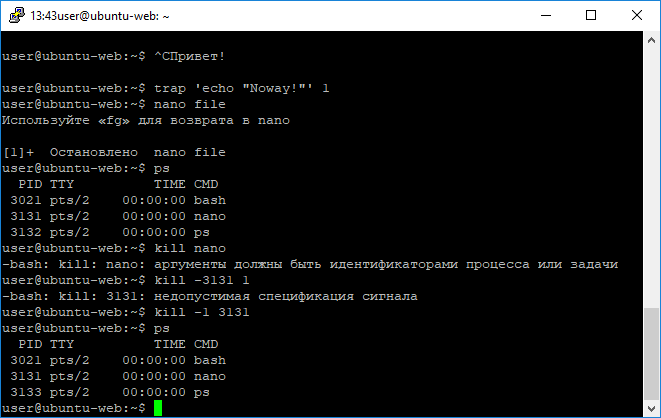 13:43user@ubuntu-web: ~
user@ubuntu-web:~$ ^CПривет!
user@ubuntu-web:~$ trap 'echo "Noway!"' 1
user@ubuntu-web:~$ nano file
Используйте «fg» для возврата в nano
[1]+  Остановлено  nano file
user@ubuntu-web:~$ ps
  PID TTY          TIME CMD
 3021 pts/2    00:00:00 bash
 3131 pts/2    00:00:00 nano
 3132 pts/2    00:00:00 ps
user@ubuntu-web:~$ kill nano
-bash: kill: nano: аргументы должны быть идентификаторами процесса или задачи
user@ubuntu-web:~$ kill -3131 1
-bash: kill: 3131: недопустимая спецификация сигнала
user@ubuntu-web:~$ kill -1 3131
user@ubuntu-web:~$ ps
  PID TTY          TIME CMD
 3021 pts/2    00:00:00 bash
 3131 pts/2    00:00:00 nano
 3133 pts/2    00:00:00 ps
user@ubuntu-web:~$